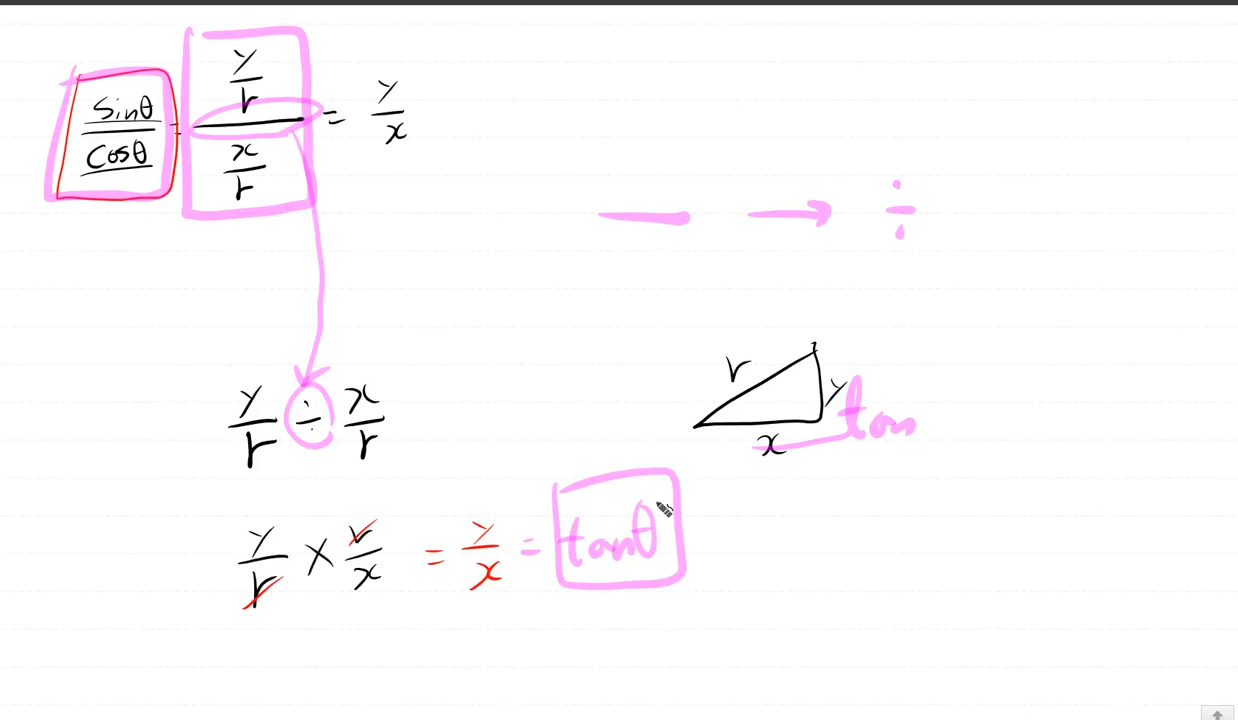 sinθ/cosθ = (y/r)/(x/r) = y/x
— → ÷
y/r ÷ x/r
r
y
tan
x
y/r × r/x = y/x = tanθ